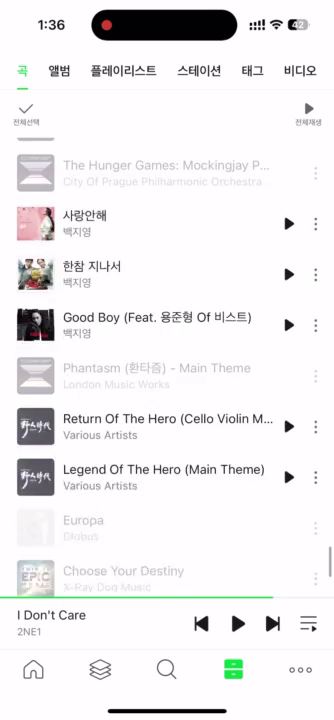 1:36
42
곡 앨범 플레이리스트 스테이션 태그 비디오
전체선택 전체재생
The Hunger Games: Mockingjay P...
City Of Prague Philharmonic Orchestra...
사랑안해
백지영
한참 지나서
백지영
Good Boy (Feat. 용준형 Of 비스트)
백지영
Phantasm (환타즘) - Main Theme
London Music Works
Return Of The Hero (Cello Violin M...
Various Artists
Legend Of The Hero (Main Theme)
Various Artists
Europa
Globus
EPIC
Choose Your Destiny
X-Ray Dog Music
I Don't Care
2NE1